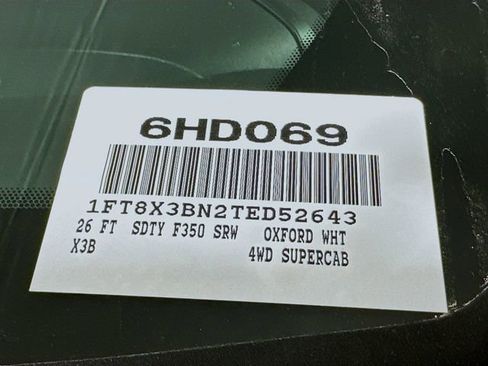 6HD069
1FT8X3BN2TED52643
26 FT SDTY F350 SRW OXFORD WHT
X3B 4WD SUPERCAB